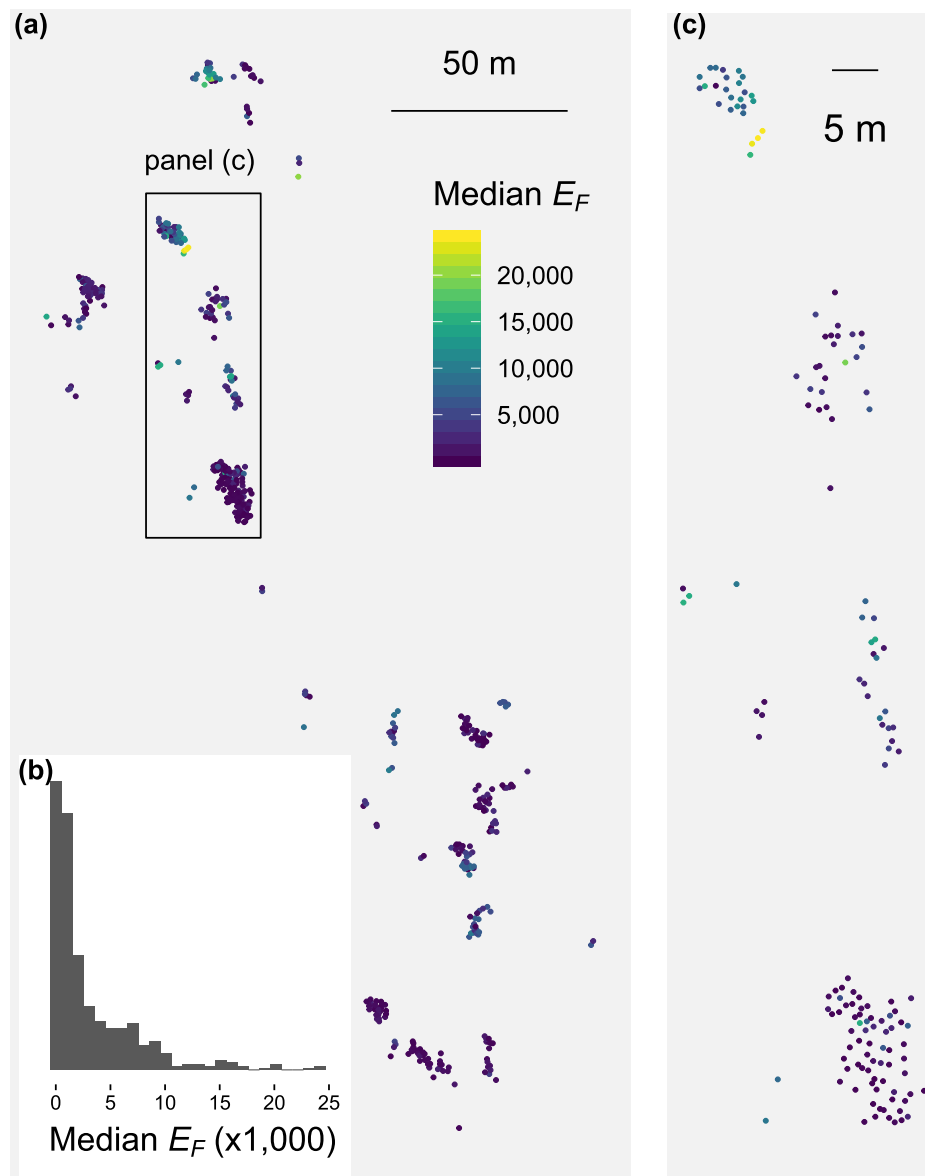 (a)
50 m
panel (c)
Median E_F
20,000
15,000
10,000
5,000
(b)
0 5 10 15 20 25
Median E_F (x1,000)
(c)
5 m